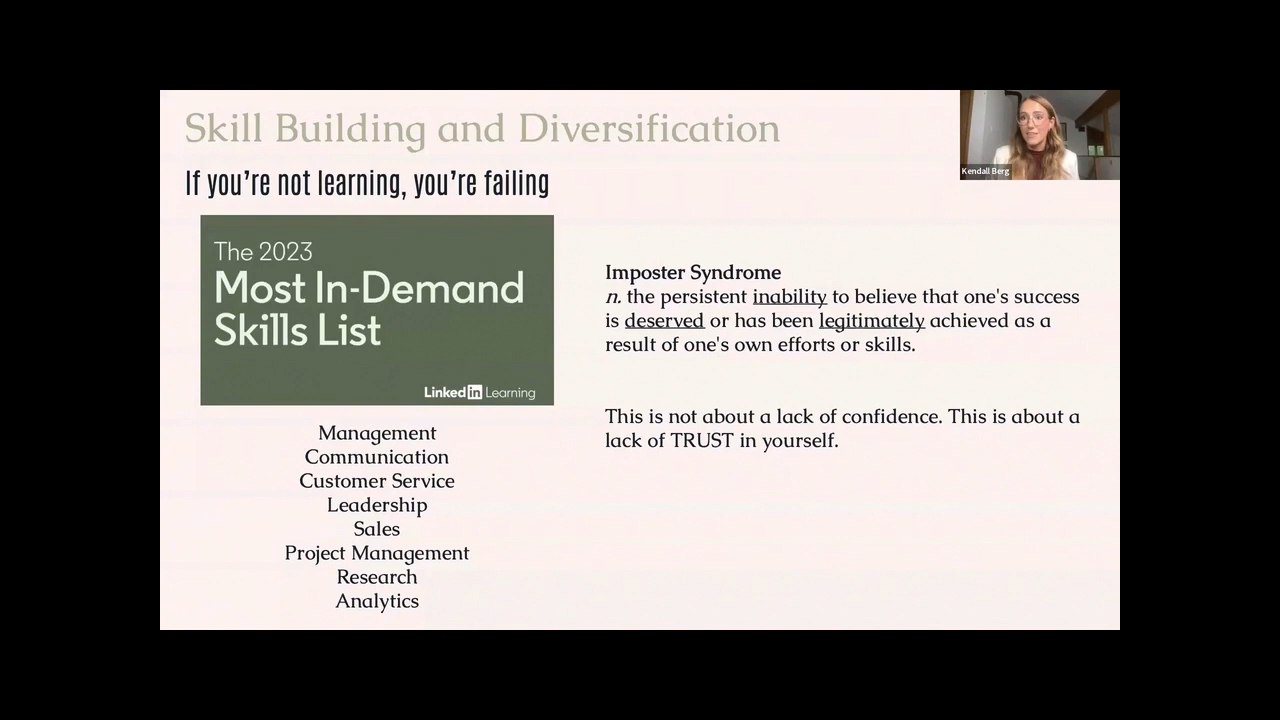 Skill Building and Diversification
If you're not learning, you're failing
The 2023
Most In-Demand
Skills List
Linked in Learning
Management
Communication
Customer Service
Leadership
Sales
Project Management
Research
Analytics
Imposter Syndrome
n. the persistent inability to believe that one's success
is deserved or has been legitimately achieved as a
result of one's own efforts or skills.
This is not about a lack of confidence. This is about a
lack of TRUST in yourself.
Kendall Berg